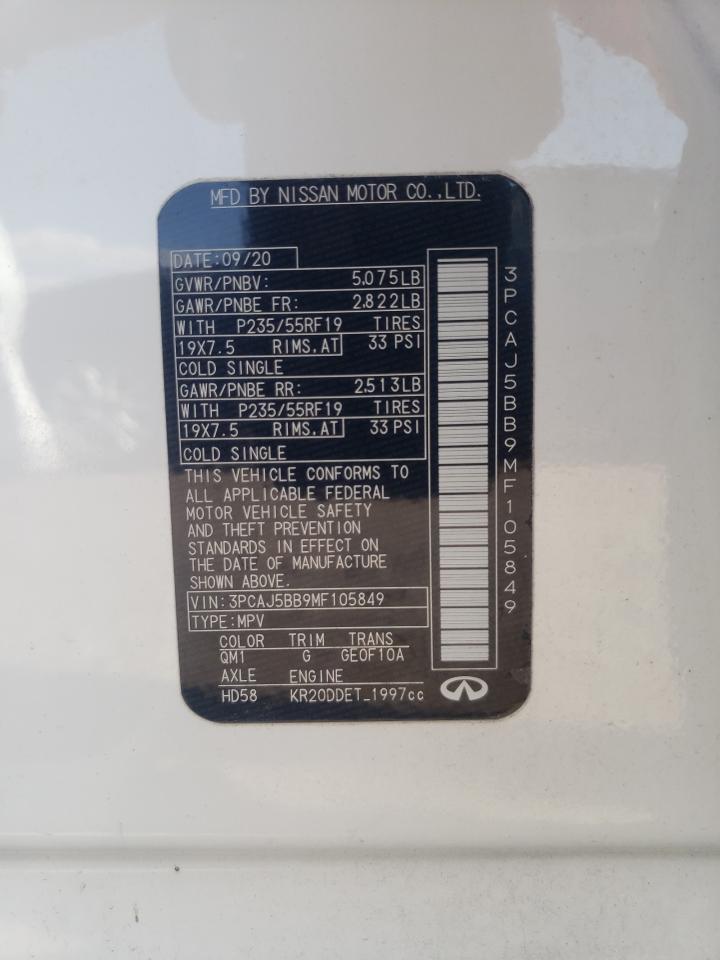 MFD BY NISSAN MOTOR CO.,LTD.
DATE:09/20
GVWR/PNBV: 5,075LB
GAWR/PNBE FR: 2,822LB
WITH P235/55RF19 TIRES
19X7.5 RIMS,AT 33 PSI
COLD SINGLE
GAWR/PNBE RR: 2,513LB
WITH P235/55RF19 TIRES
19X7.5 RIMS,AT 33 PSI
COLD SINGLE
THIS VEHICLE CONFORMS TO
ALL APPLICABLE FEDERAL
MOTOR VEHICLE SAFETY
AND THEFT PREVENTION
STANDARDS IN EFFECT ON
THE DATE OF MANUFACTURE
SHOWN ABOVE.
VIN:3PCAJ5BB9MF105849
TYPE:MPV
COLOR TRIM TRANS
QM1 G GE0F10A
AXLE ENGINE
HD58 KR20DDET_1997cc
3PCAJ5BB9MF105849